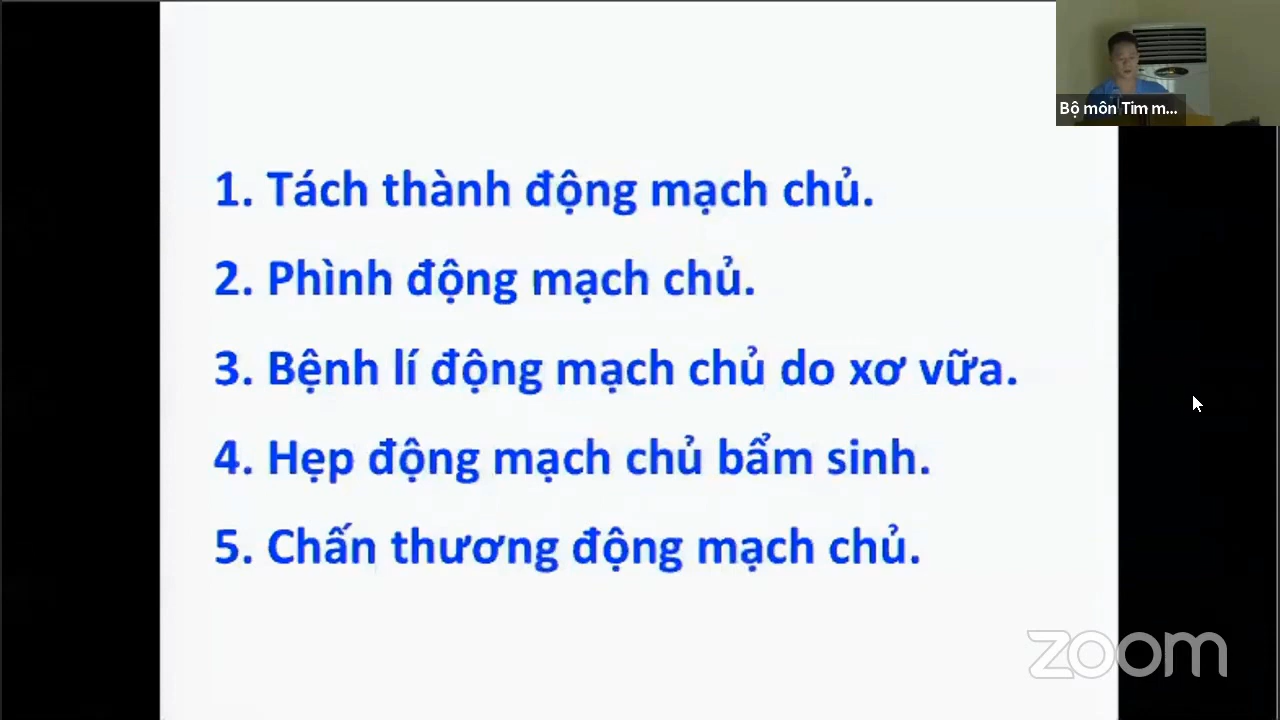 Bộ môn Tim m...
1. Tách thành động mạch chủ.
2. Phình động mạch chủ.
3. Bệnh lí động mạch chủ do xơ vữa.
4. Hẹp động mạch chủ bẩm sinh.
5. Chấn thương động mạch chủ.
zoom